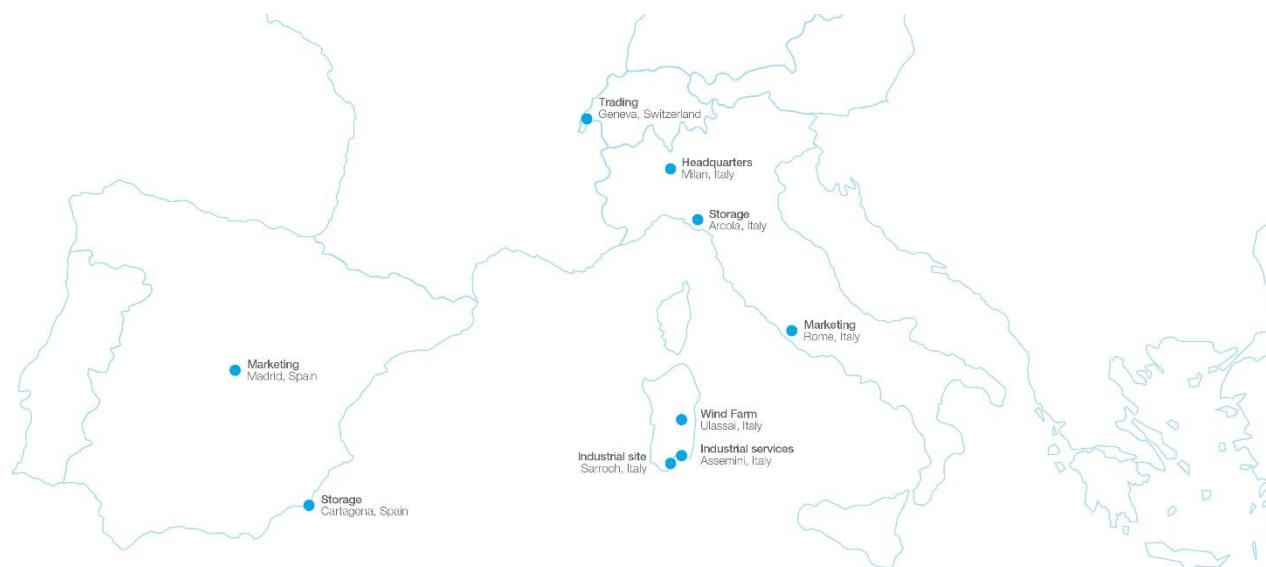 Trading
Geneva, Switzerland
Headquarters
Milan, Italy
Storage
Arcola, Italy
Marketing
Rome, Italy
Marketing
Madrid, Spain
Wind Farm
Ulassai, Italy
Industrial services
Assemini, Italy
Industrial site
Sarroch, Italy
Storage
Cartagena, Spain